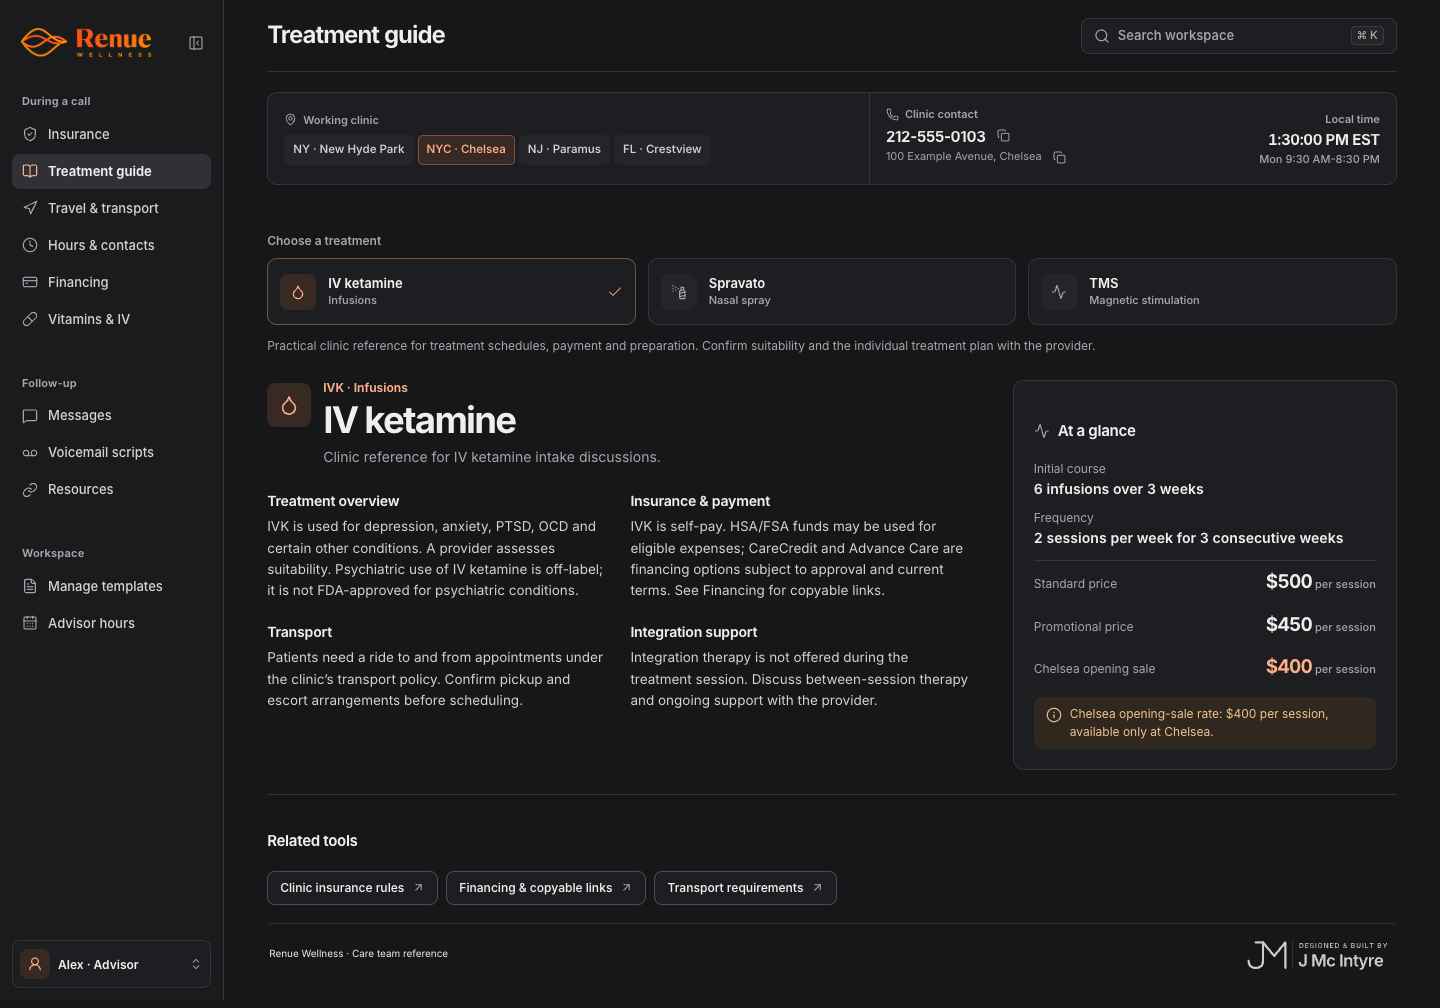 Renue
WELLNESS
During a call
Insurance
Treatment guide
Travel & transport
Hours & contacts
Financing
Vitamins & IV
Follow-up
Messages
Voicemail scripts
Resources
Workspace
Manage templates
Advisor hours
Alex · Advisor
Treatment guide
Search workspace
⌘ K
Working clinic
NY · New Hyde Park
NYC · Chelsea
NJ · Paramus
FL · Crestview
Clinic contact
212-555-0103
100 Example Avenue, Chelsea
Local time
1:30:00 PM EST
Mon 9:30 AM-8:30 PM
Choose a treatment
IV ketamine
Infusions
Spravato
Nasal spray
TMS
Magnetic stimulation
Practical clinic reference for treatment schedules, payment and preparation. Confirm suitability and the individual treatment plan with the provider.
IVK · Infusions
IV ketamine
Clinic reference for IV ketamine intake discussions.
Treatment overview
IVK is used for depression, anxiety, PTSD, OCD and
certain other conditions. A provider assesses
suitability. Psychiatric use of IV ketamine is off-label;
it is not FDA-approved for psychiatric conditions.
Insurance & payment
IVK is self-pay. HSA/FSA funds may be used for
eligible expenses; CareCredit and Advance Care are
financing options subject to approval and current
terms. See Financing for copyable links.
Transport
Patients need a ride to and from appointments under
the clinic’s transport policy. Confirm pickup and
escort arrangements before scheduling.
Integration support
Integration therapy is not offered during the
treatment session. Discuss between-session therapy
and ongoing support with the provider.
At a glance
Initial course
6 infusions over 3 weeks
Frequency
2 sessions per week for 3 consecutive weeks
Standard price
$500 per session
Promotional price
$450 per session
Chelsea opening sale
$400 per session
Chelsea opening-sale rate: $400 per session,
available only at Chelsea.
Related tools
Clinic insurance rules
Financing & copyable links
Transport requirements
Renue Wellness · Care team reference
JM
DESIGNED & BUILT BY
J Mc Intyre